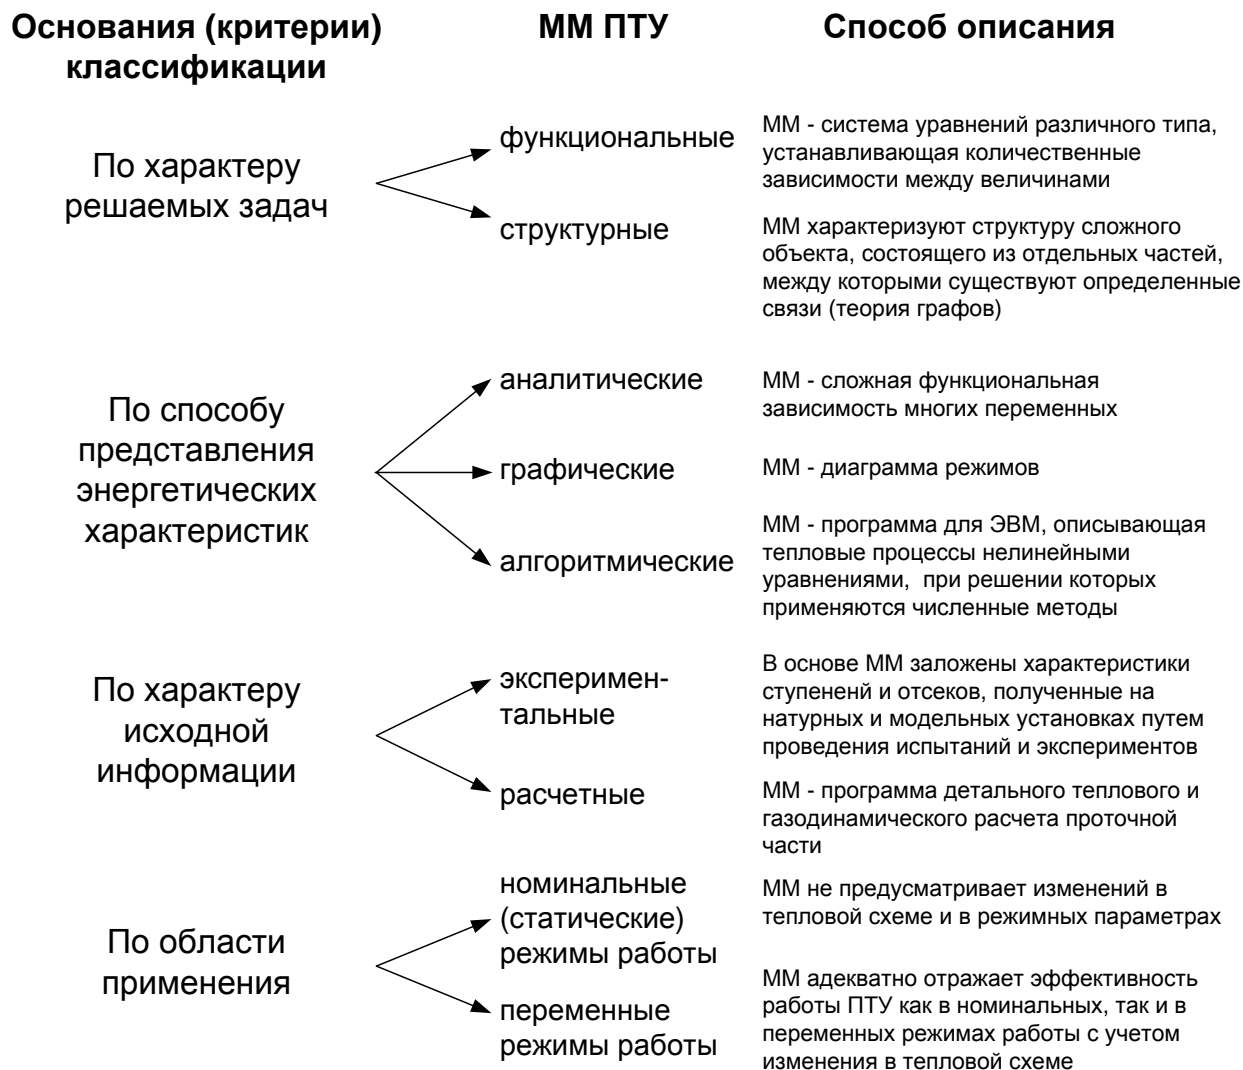 Основания (критерии)
классификации
ММ ПТУ
Способ описания
По характеру
решаемых задач
функциональные
ММ - система уравнений различного типа,
устанавливающая количественные
зависимости между величинами
структурные
ММ характеризуют структуру сложного
объекта, состоящего из отдельных частей,
между которыми существуют определенные
связи (теория графов)
По способу
представления
энергетических
характеристик
аналитические
ММ - сложная функциональная
зависимость многих переменных
графические
ММ - диаграмма режимов
алгоритмические
ММ - программа для ЭВМ, описывающая
тепловые процессы нелинейными
уравнениями, при решении которых
применяются численные методы
По характеру
исходной
информации
эксперимен-
тальные
В основе ММ заложены характеристики
ступененй и отсеков, полученные на
натурных и модельных установках путем
проведения испытаний и экспериментов
расчетные
ММ - программа детального теплового и
газодинамического расчета проточной
части
По области
применения
номинальные
(статические)
режимы работы
ММ не предусматривает изменений в
тепловой схеме и в режимных параметрах
переменные
режимы работы
ММ адекватно отражает эффективность
работы ПТУ как в номинальных, так и в
переменных режимах работы с учетом
изменения в тепловой схеме